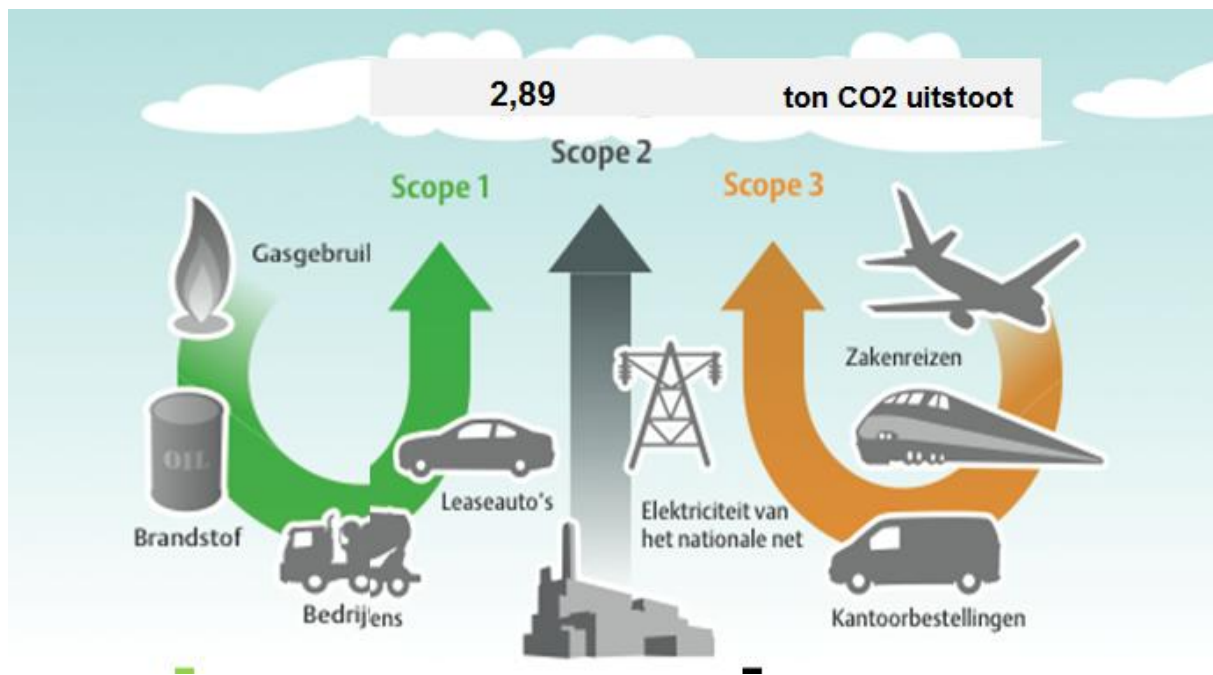 2,89 ton CO2 uitstoot
Scope 2
Scope 1
Scope 3
Gasgebruil
Zakenreizen
OIL
Leaseauto's
Elektriciteit van
het nationale net
Brandstof
Bedrijens
Kantoorbestellingen